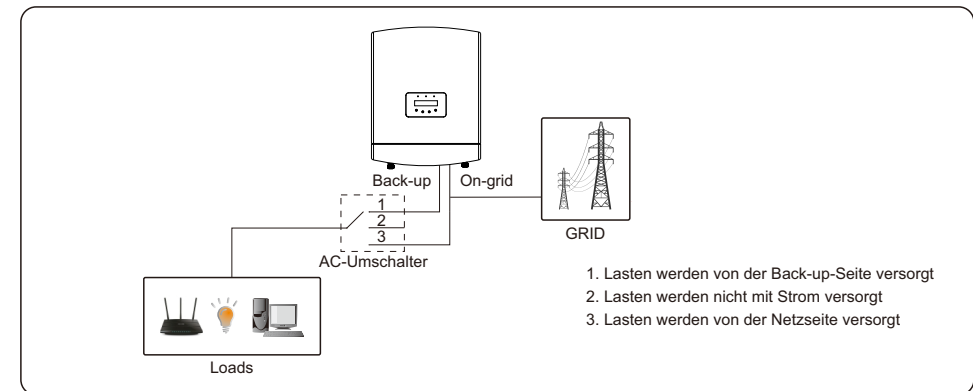 Back-up On-grid
1
2
3
AC-Umschalter
GRID
Loads
1. Lasten werden von der Back-up-Seite versorgt
2. Lasten werden nicht mit Strom versorgt
3. Lasten werden von der Netzseite versorgt